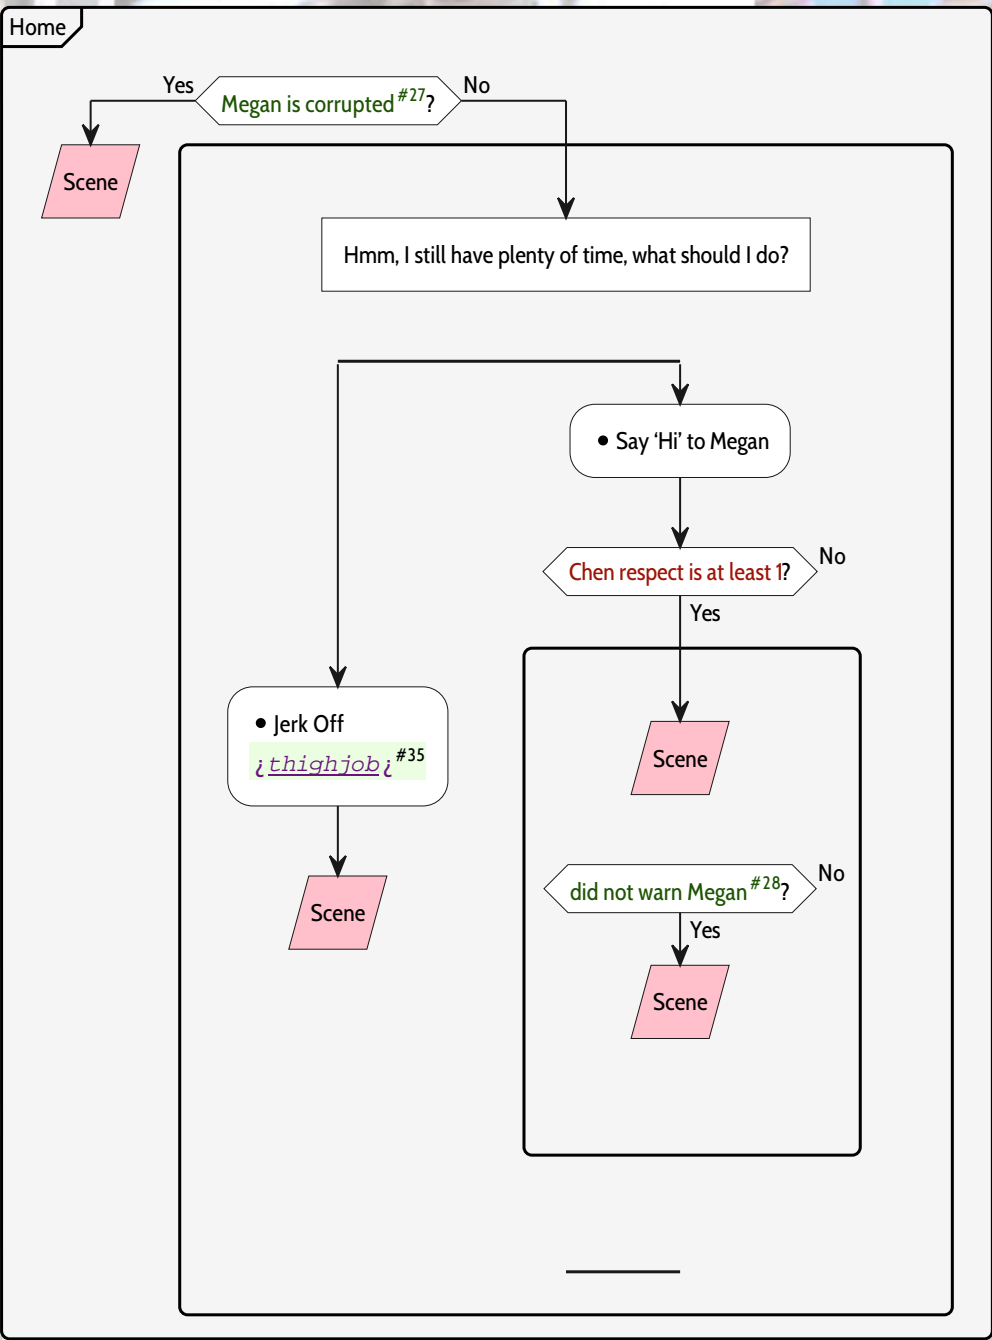 Home
Yes
Megan is corrupted #27?
No
Scene
Hmm, I still have plenty of time, what should I do?
• Say ‘Hi’ to Megan
Chen respect is at least 1?
No
Yes
• Jerk Off
¿thighjob¿ #35
Scene
Scene
did not warn Megan #28?
No
Yes
Scene